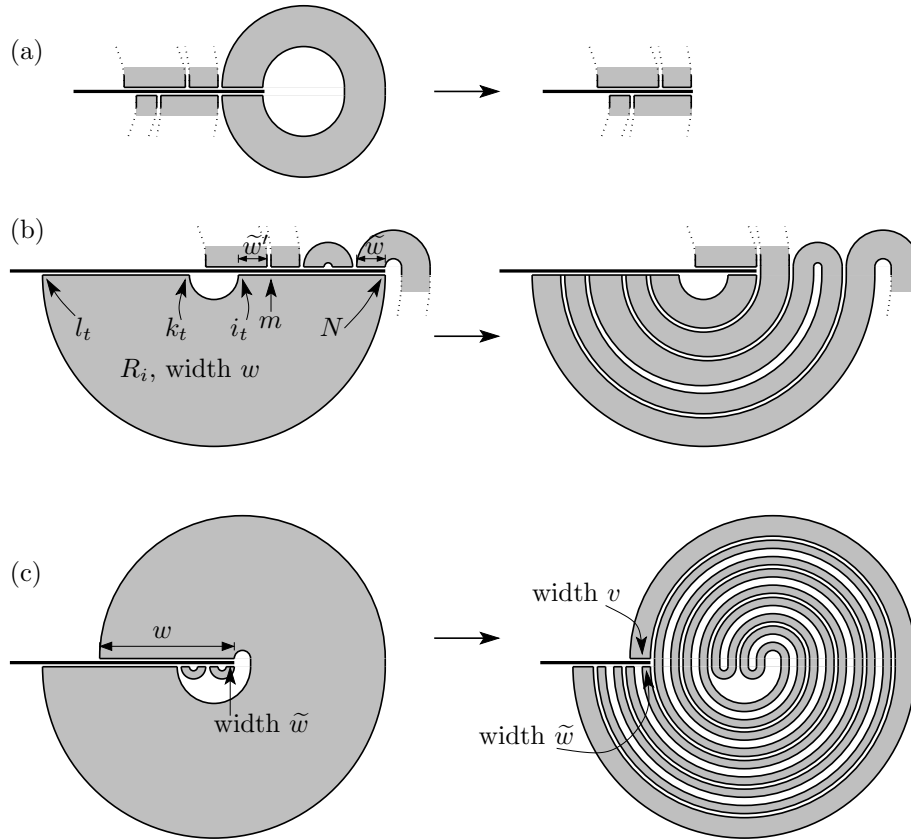 (a)
(b)
w̃′
w̃
l_t
k_t
i_t
m
N
R_i, width w
(c)
w
width w̃
width v
width w̃